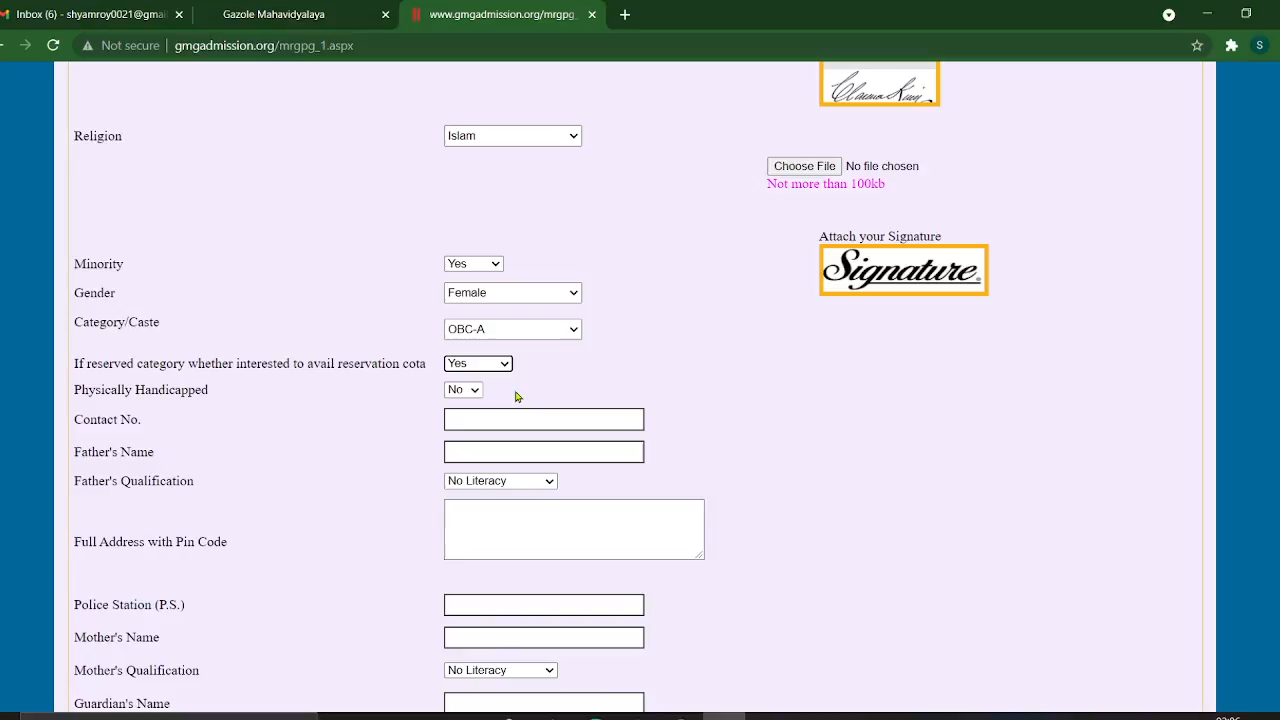 Inbox (6) - shyamroy0021@gmai
Gazole Mahavidyalaya
www.gmgadmission.org/mrgpg_
Not secure
gmgadmission.org/mrgpg_1.aspx
S
Religion
Islam
Choose File No file chosen
Not more than 100kb
Attach your Signature
Signature
Minority
Yes
Gender
Female
Category/Caste
OBC-A
If reserved category whether interested to avail reservation cota
Yes
Physically Handicapped
No
Contact No.
Father's Name
Father's Qualification
No Literacy
Full Address with Pin Code
Police Station (P.S.)
Mother's Name
Mother's Qualification
No Literacy
Guardian's Name